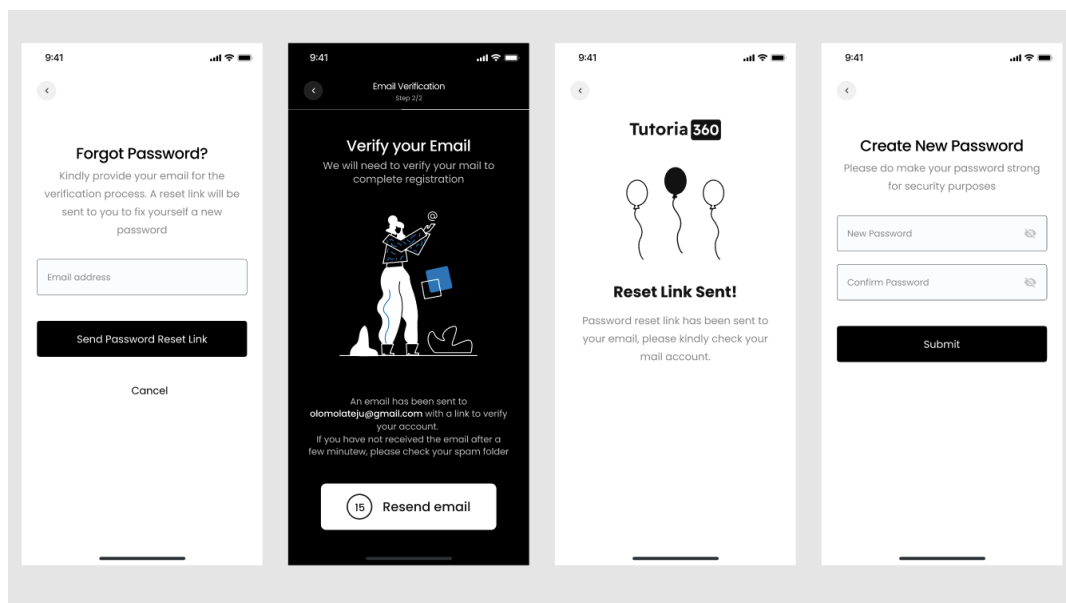 9:41
Forgot Password?
Kindly provide your email for the
verification process. A reset link will be
sent to you to fix yourself a new
password
Email address
Send Password Reset Link
Cancel
9:41
Email Verification
Step 2/2
Verify your Email
We will need to verify your mail to
complete registration
@
An email has been sent to
olomolateju@gmail.com with a link to verify
your account.
If you have not received the email after a
few minutew, please check your spam folder
15 Resend email
9:41
Tutoria 360
Reset Link Sent!
Password reset link has been sent to
your email, please kindly check your
mail account.
9:41
Create New Password
Please do make your password strong
for security purposes
New Password
Confirm Password
Submit